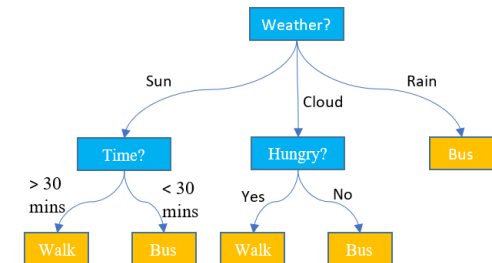 Weather?
Sun
Cloud
Rain
Time?
Hungry?
Bus
> 30
mins
< 30
mins
Yes
No
Walk
Bus
Walk
Bus